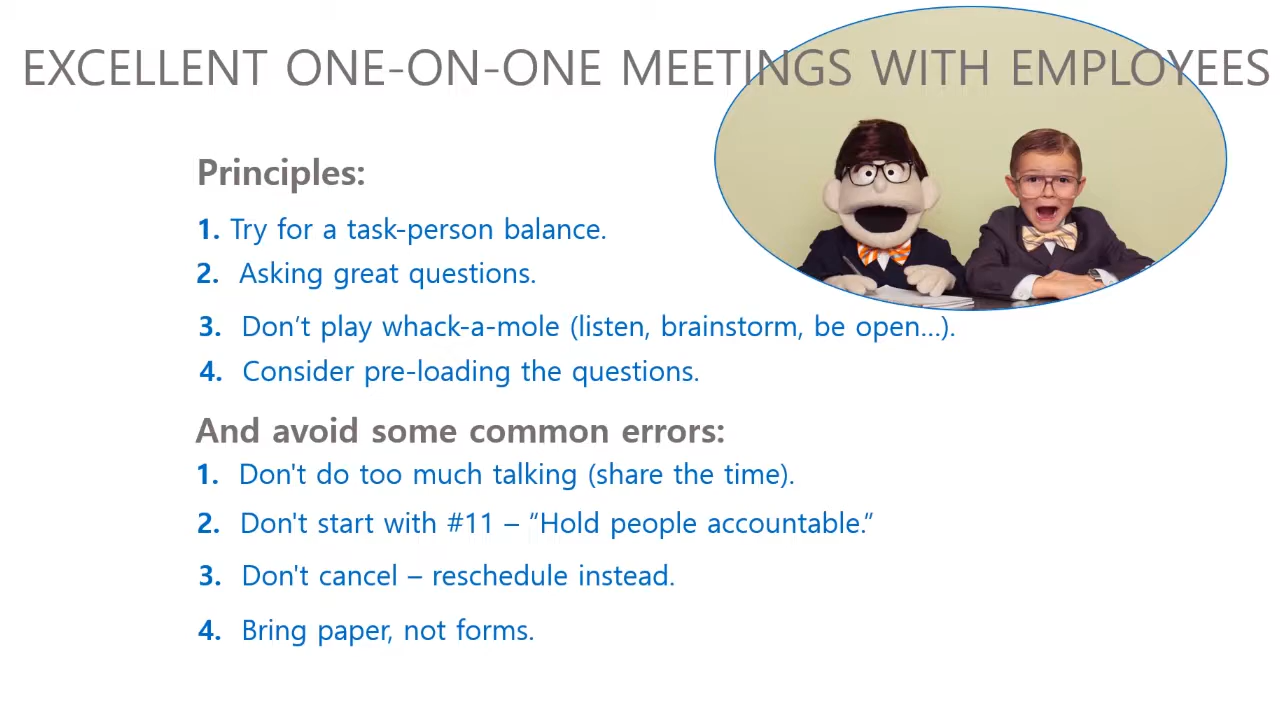 EXCELLENT ONE-ON-ONE MEETINGS WITH EMPLOYEES
Principles:
1. Try for a task-person balance.
2. Asking great questions.
3. Don’t play whack-a-mole (listen, brainstorm, be open…).
4. Consider pre-loading the questions.
And avoid some common errors:
1. Don't do too much talking (share the time).
2. Don't start with #11 – “Hold people accountable.”
3. Don't cancel – reschedule instead.
4. Bring paper, not forms.